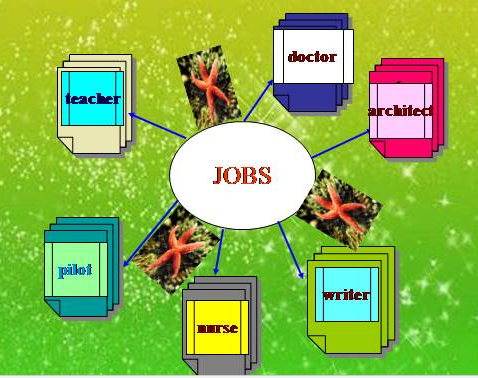 doctor
teacher
architect
JOBS
pilot
writer
nurse